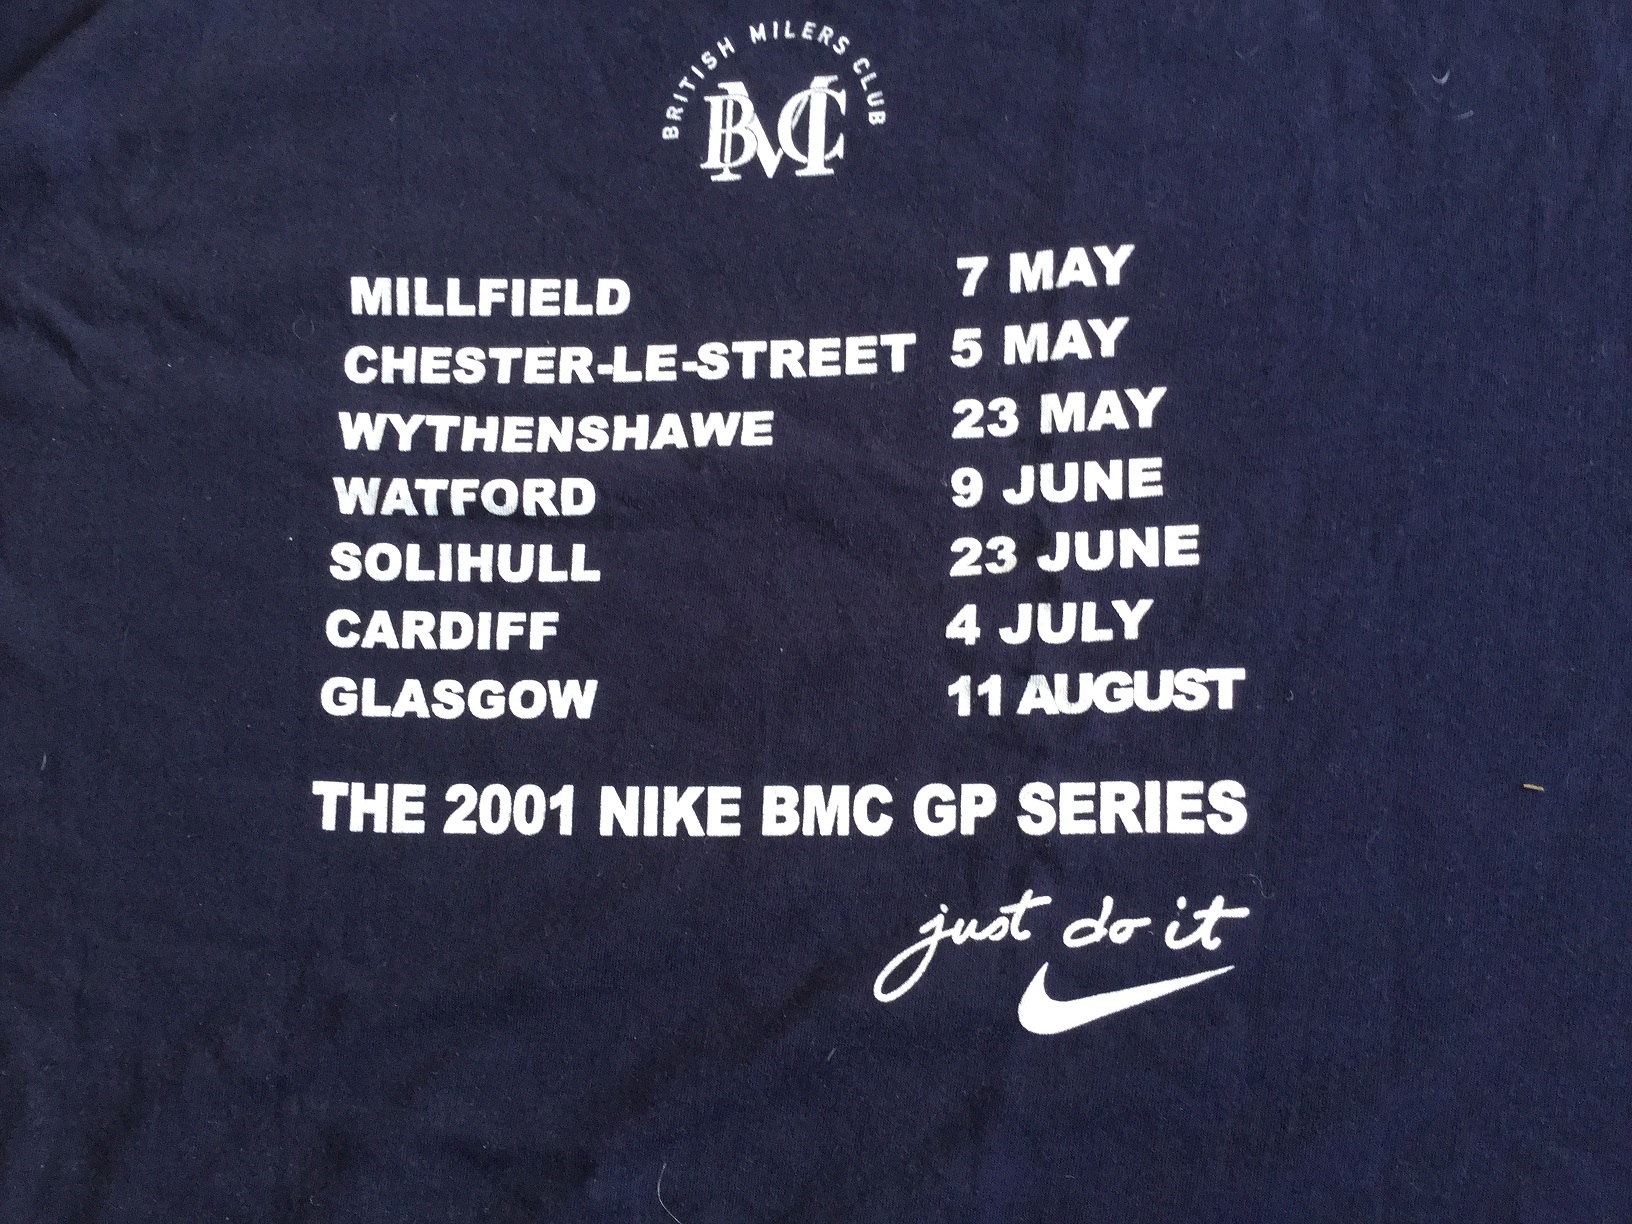 BRITISH MILERS CLUB
BMC
MILLFIELD 7 MAY
CHESTER-LE-STREET 5 MAY
WYTHENSHAWE 23 MAY
WATFORD 9 JUNE
SOLIHULL 23 JUNE
CARDIFF 4 JULY
GLASGOW 11 AUGUST
THE 2001 NIKE BMC GP SERIES
just do it